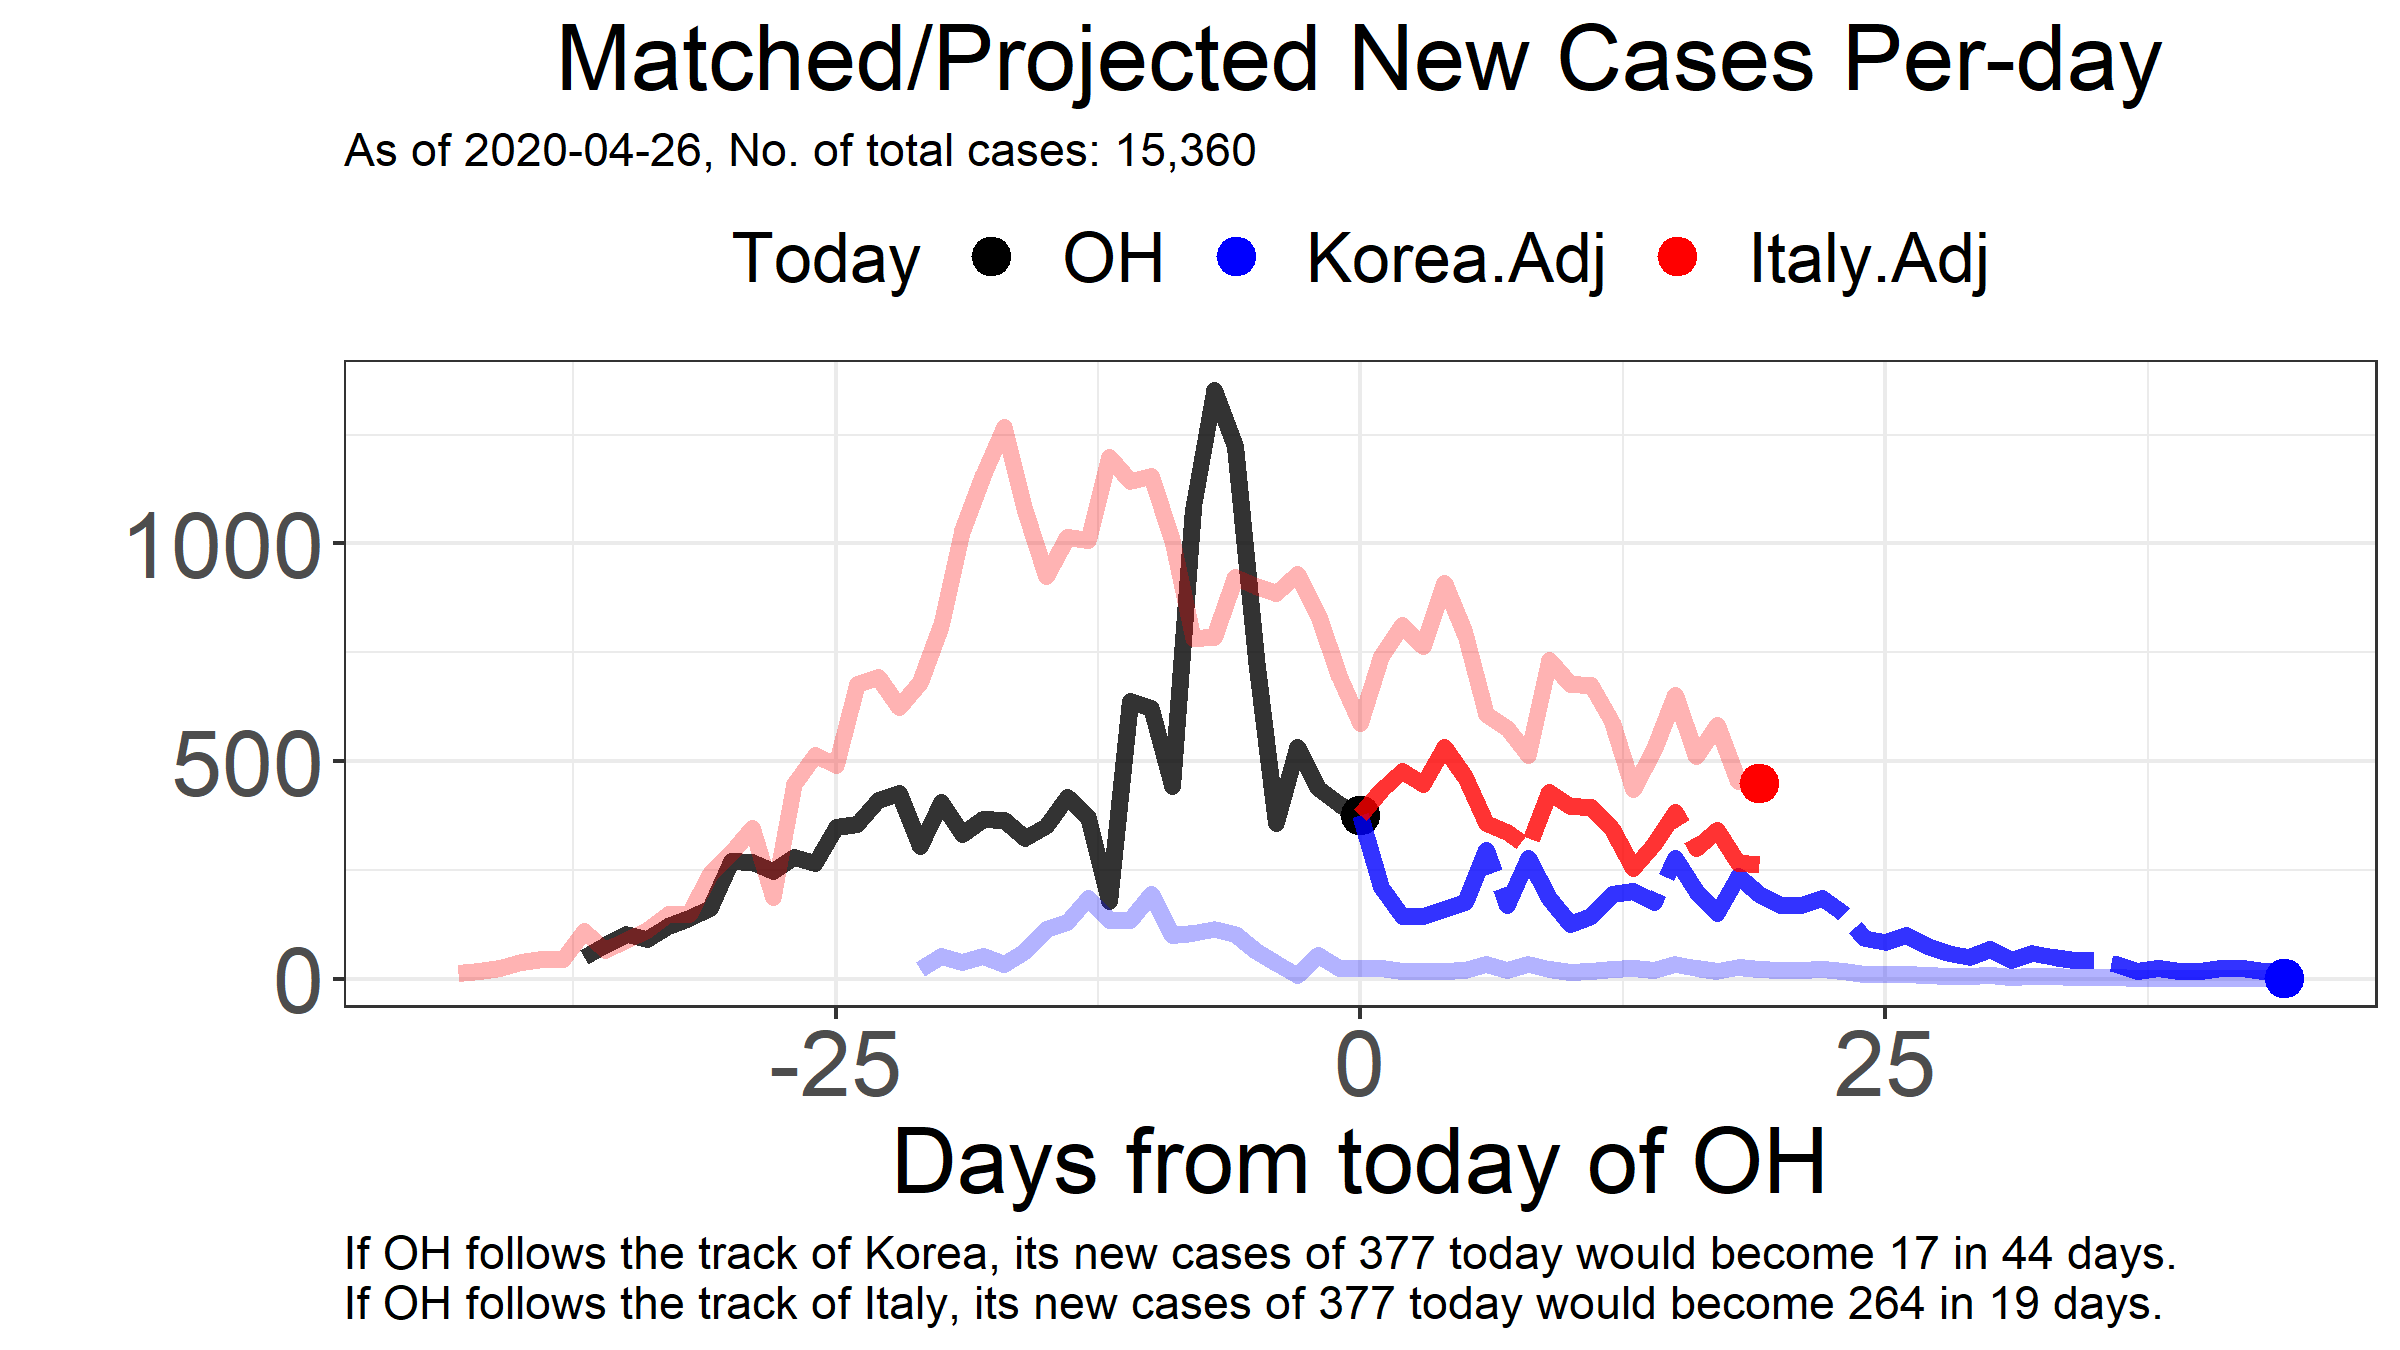 Matched/Projected New Cases Per-day
As of 2020-04-26, No. of total cases: 15,360
Today OH Korea.Adj Italy.Adj
1000
500
0
-25 0 25
Days from today of OH
If OH follows the track of Korea, its new cases of 377 today would become 17 in 44 days.
If OH follows the track of Italy, its new cases of 377 today would become 264 in 19 days.